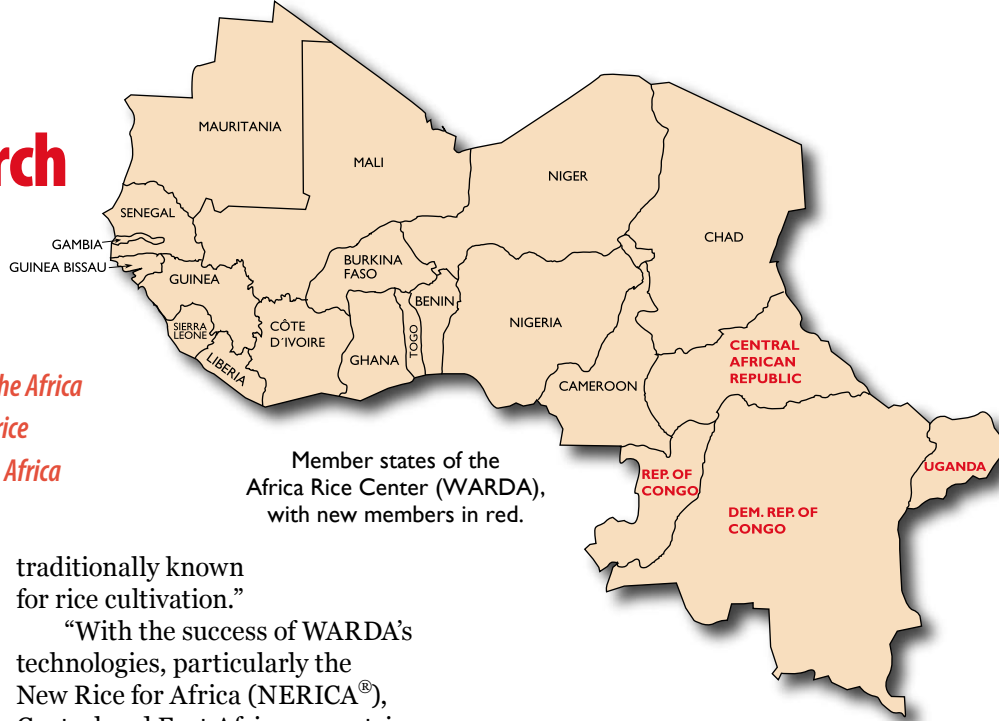 rch
he Africa
rice
Africa
MAURITANIA
MALI
NIGER
CHAD
SENEGAL
GAMBIA
GUINEA BISSAU
GUINEA
SIERRA
LEONE
LIBERIA
CÔTE
D´IVOIRE
BURKINA
FASO
GHANA
TOGO
BENIN
NIGERIA
CAMEROON
CENTRAL
AFRICAN
REPUBLIC
REP. OF
CONGO
DEM. REP. OF
CONGO
UGANDA
Member states of the
Africa Rice Center (WARDA),
with new members in red.
traditionally known
for rice cultivation.”
“With the success of WARDA’s
technologies, particularly the
New Rice for Africa (NERICA®),